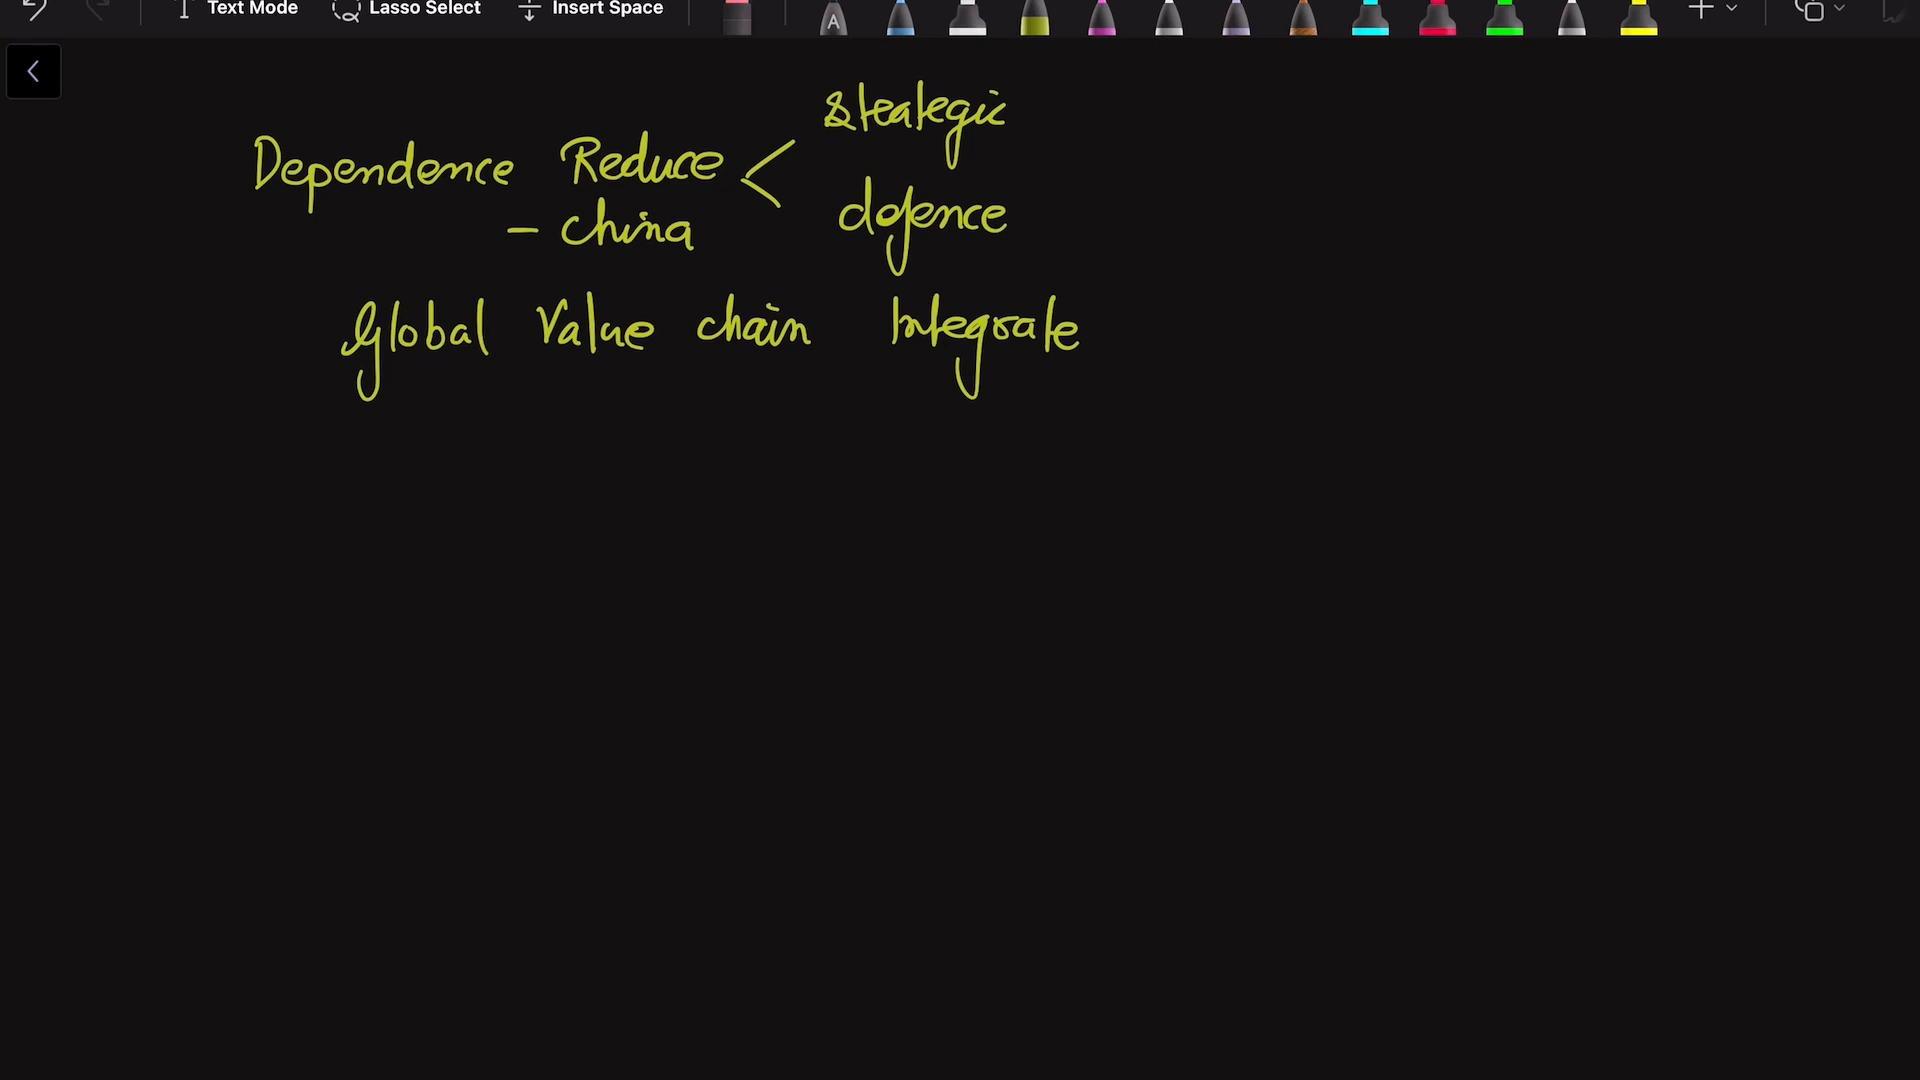 Text Mode Lasso Select Insert Space
A
strategic
Dependence Reduce <
defence
- China
Global Value chain Integrate